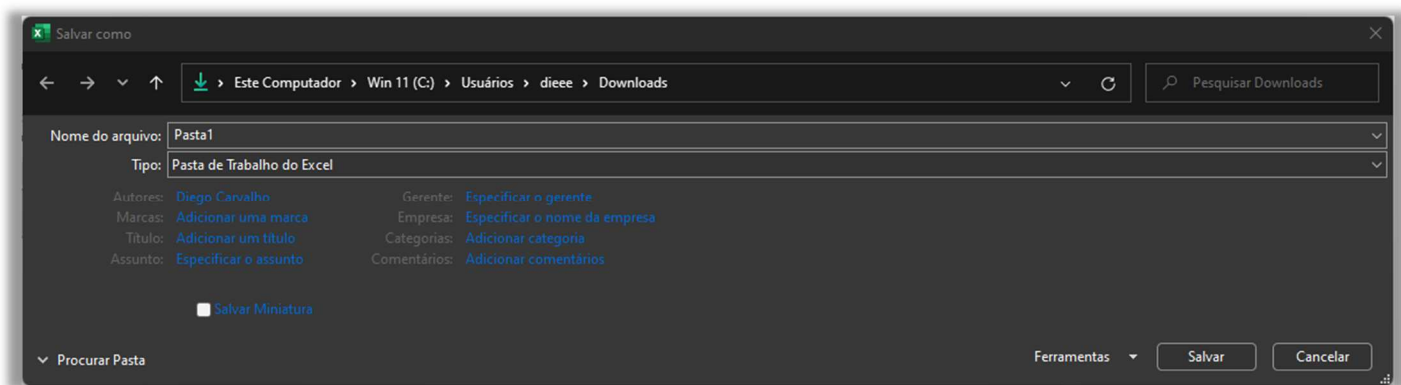 Salvar como
Este Computador > Win 11 (C:) > Usuários > dieee > Downloads
Pesquisar Downloads
Nome do arquivo: Pasta1
Tipo: Pasta de Trabalho do Excel
Autores: Diego Carvalho Gerente: Especificar o gerente
Marcas: Adicionar uma marca Empresa: Especificar o nome da empresa
Título: Adicionar um título Categorias: Adicionar categoria
Assunto: Especificar o assunto Comentários: Adicionar comentários
Salvar Miniatura
Procurar Pasta Ferramentas Salvar Cancelar